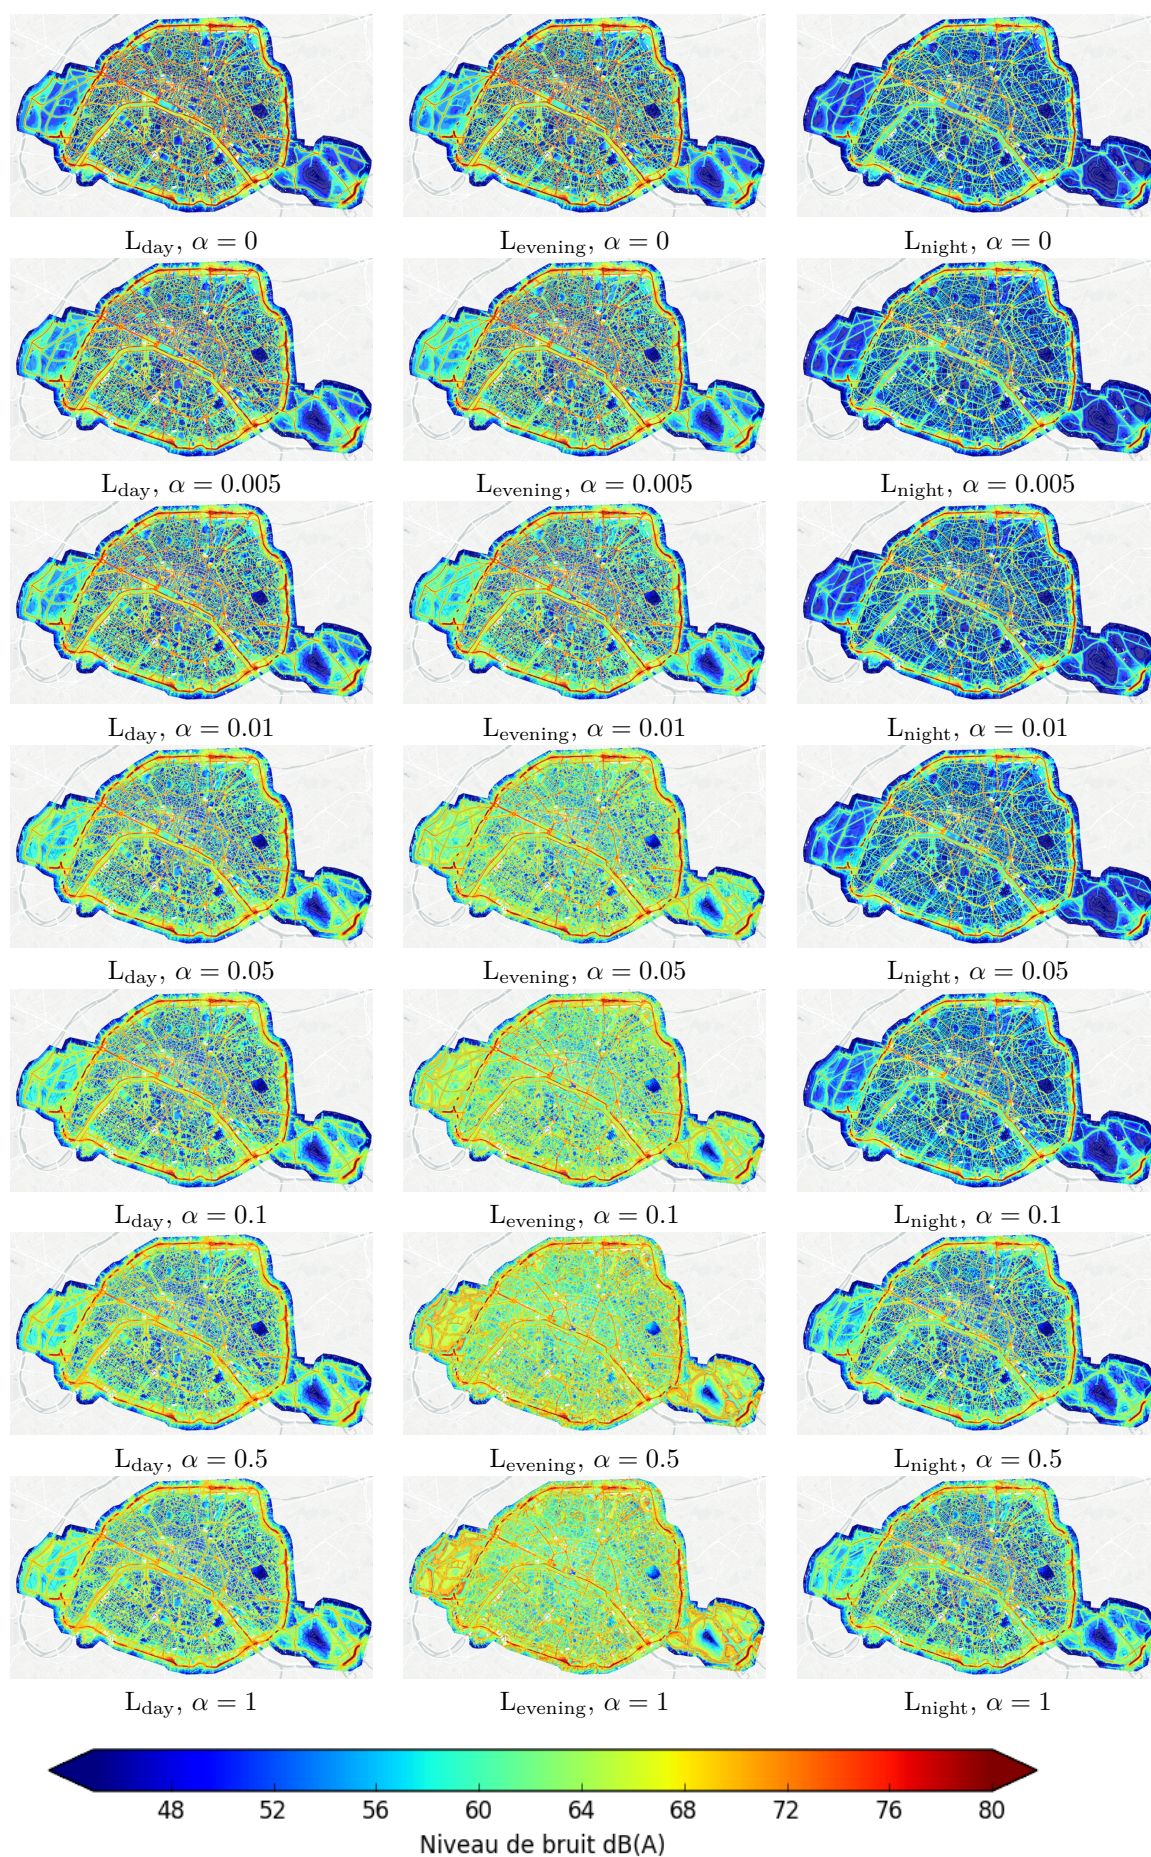 L_day, α = 0 L_evening, α = 0 L_night, α = 0
L_day, α = 0.005 L_evening, α = 0.005 L_night, α = 0.005
L_day, α = 0.01 L_evening, α = 0.01 L_night, α = 0.01
L_day, α = 0.05 L_evening, α = 0.05 L_night, α = 0.05
L_day, α = 0.1 L_evening, α = 0.1 L_night, α = 0.1
L_day, α = 0.5 L_evening, α = 0.5 L_night, α = 0.5
L_day, α = 1 L_evening, α = 1 L_night, α = 1
48 52 56 60 64 68 72 76 80
Niveau de bruit dB(A)